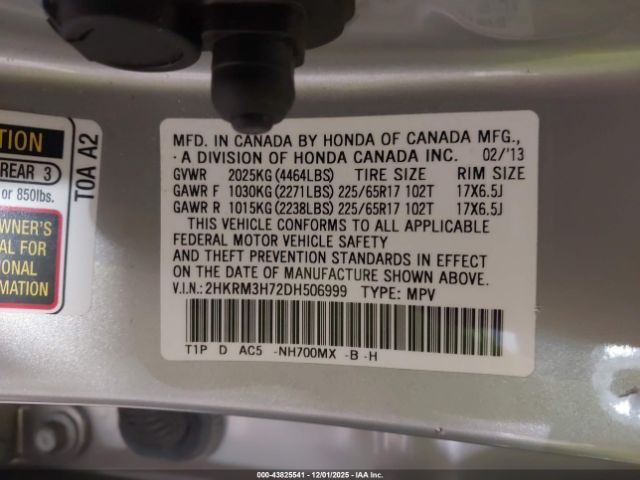 TION
REAR 3
or 850lbs.
WNER'S
AL FOR
IONAL
MATION
T0A A2
MFD. IN CANADA BY HONDA OF CANADA MFG.,
·A DIVISION OF HONDA CANADA INC. 02/'13
GVWR 2025KG(4464LBS) TIRE SIZE RIM SIZE
GAWR F 1030KG(2271LBS) 225/65R17 102T 17X6.5J
GAWR R 1015KG(2238LBS) 225/65R17 102T 17X6.5J
THIS VEHICLE CONFORMS TO ALL APPLICABLE
FEDERAL MOTOR VEHICLE SAFETY
AND THEFT PREVENTION STANDARDS IN EFFECT
ON THE DATE OF MANUFACTURE SHOWN ABOVE.
V.I.N.:2HKRM3H72DH506999 TYPE: MPV
T1P D AC5 -NH700MX -B -H
000-43825541 - 12/01/2025 - IAA Inc.